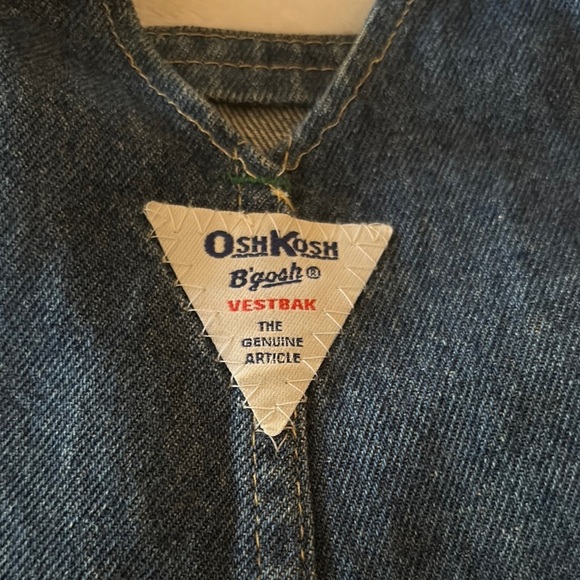 OshKosh
B'gosh®
VESTBAK
THE
GENUINE
ARTICLE